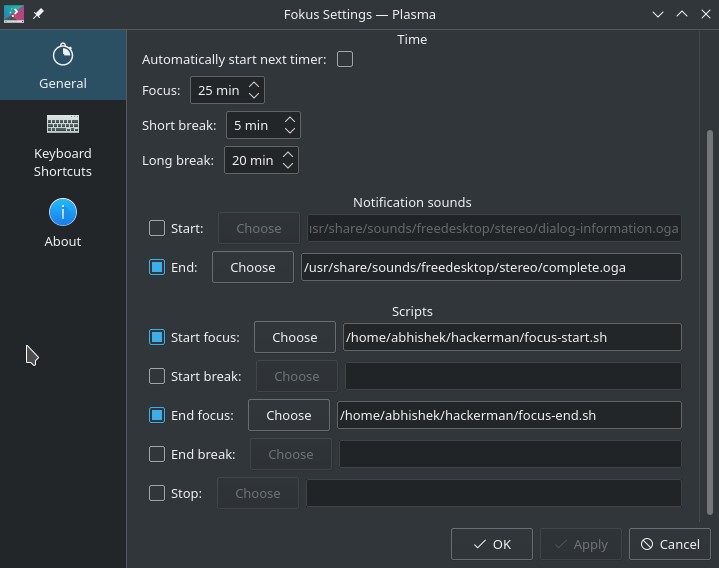 Fokus Settings — Plasma
General
Keyboard
Shortcuts
About
Time
Automatically start next timer:
Focus: 25 min
Short break: 5 min
Long break: 20 min
Notification sounds
Start: Choose usr/share/sounds/freedesktop/stereo/dialog-information.oga
End: Choose /usr/share/sounds/freedesktop/stereo/complete.oga
Scripts
Start focus: Choose /home/abhishek/hackerman/focus-start.sh
Start break: Choose
End focus: Choose /home/abhishek/hackerman/focus-end.sh
End break: Choose
Stop: Choose
OK Apply Cancel